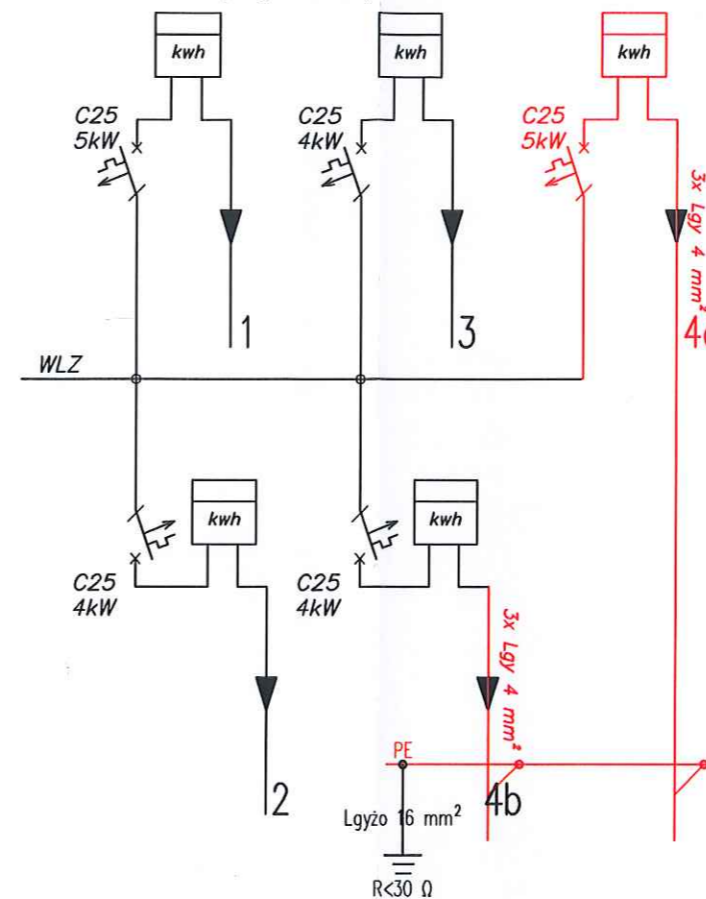 kwh
kwh
kwh
C25
5kW
C25
4kW
C25
5kW
3x Lgy 4 mm²
1
3
WLZ
kwh
kwh
C25
4kW
C25
4kW
3x Lgy 4 mm²
PE
2
4b
Lgyżo 16 mm²
R<30 Ω